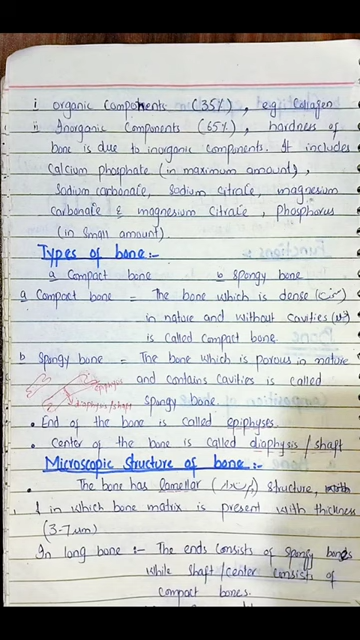 i organic components (35%), e.g Collagen
ii Inorganic Components (65%), hardness of
bone is due to inorganic components. It includes
Calcium phosphate (in maximum amount),
Sodium carbonate, Sodium citrate, magnesium
carbonate & magnesium citrate, phosphorus
(in small amount)
Types of bone:-
a Compact bone b Spongy bone
a Compact bone = The bone which is dense
in nature and without cavities
is called compact bone.
b Spongy bone = The bone which is porous in nature
epiphysis and contains cavities is called
diaphysis/shaft spongy bone.
• End of the bone is called epiphyses.
• Center of the bone is called diaphysis / shaft
Microscopic structure of bone:-
• The bone has lamellar structure,
& in which bone matrix is present with thickness
(3-7um)
In long bone :- The ends consists of spongy bones
while shaft/center consists of
compact bones.